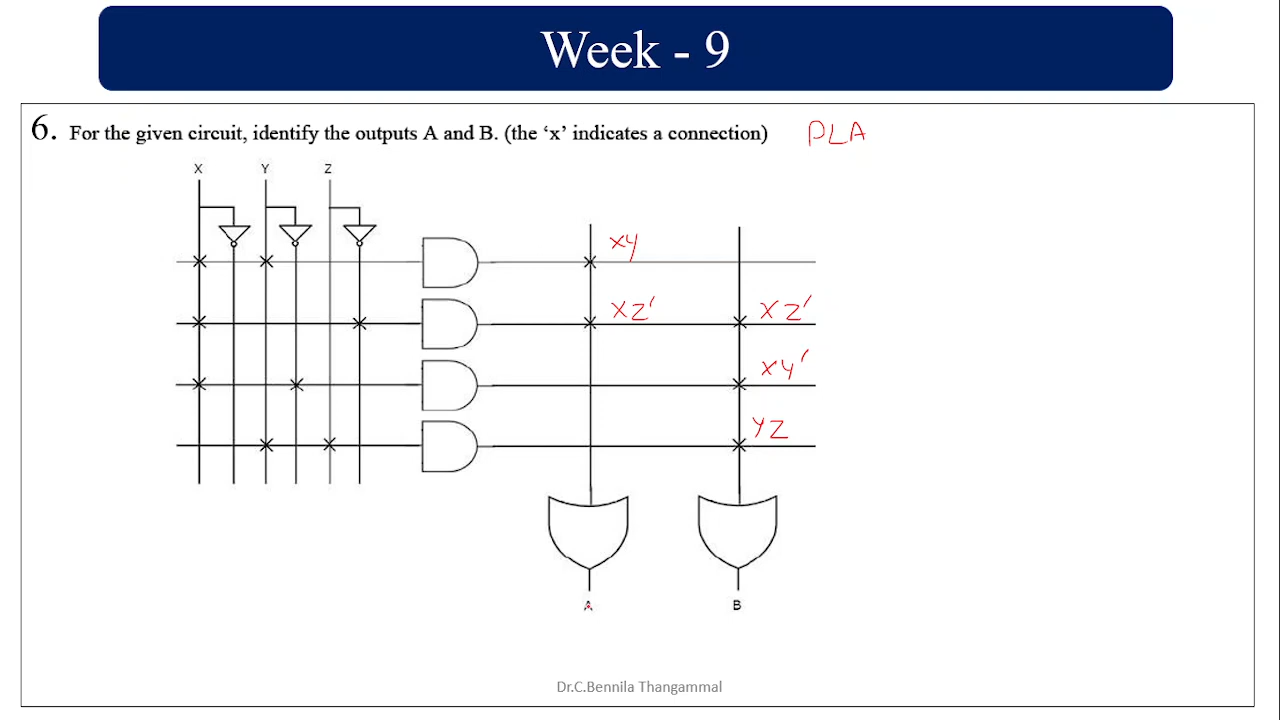 Week - 9
6. For the given circuit, identify the outputs A and B. (the ‘x’ indicates a connection) PLA
X Y Z
XY
XZ' XZ'
XY'
YZ
A B
Dr.C.Bennila Thangammal